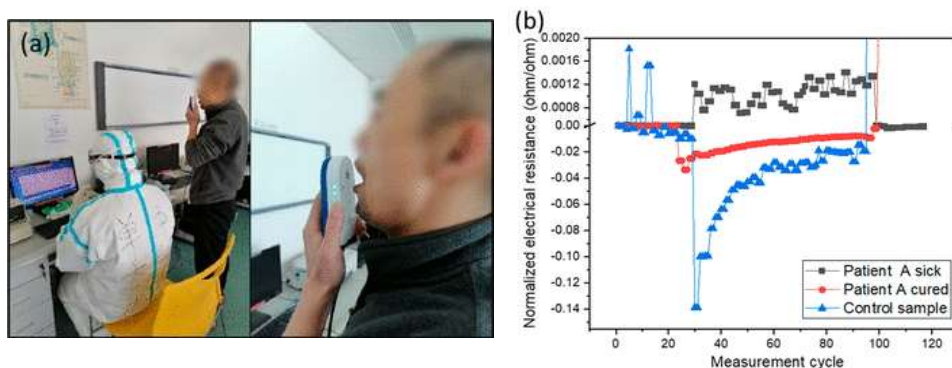 (a)
(b)
Normalized electrical resistance (ohm/ohm)
0.0020
0.0016
0.0012
0.0008
0.00
-0.02
-0.04
-0.06
-0.08
-0.10
-0.12
-0.14
Patient A sick
Patient A cured
Control sample
0 20 40 60 80 100 120
Measurement cycle